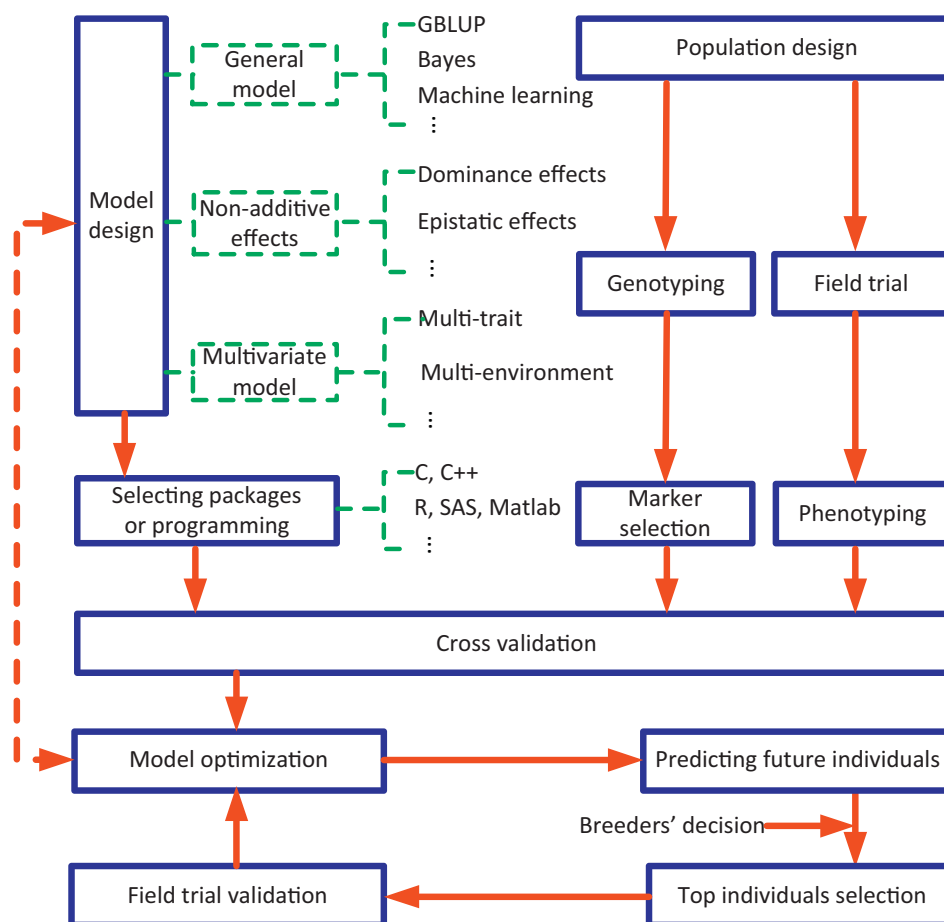 Model
design
General
model
GBLUP
Bayes
Machine learning
⋮
Non-additive
effects
Dominance effects
Epistatic effects
⋮
Multivariate
model
Multi-trait
Multi-environment
⋮
Selecting packages
or programming
C, C++
R, SAS, Matlab
⋮
Population design
Genotyping
Field trial
Marker
selection
Phenotyping
Cross validation
Model optimization
Predicting future individuals
Breeders’ decision
Field trial validation
Top individuals selection